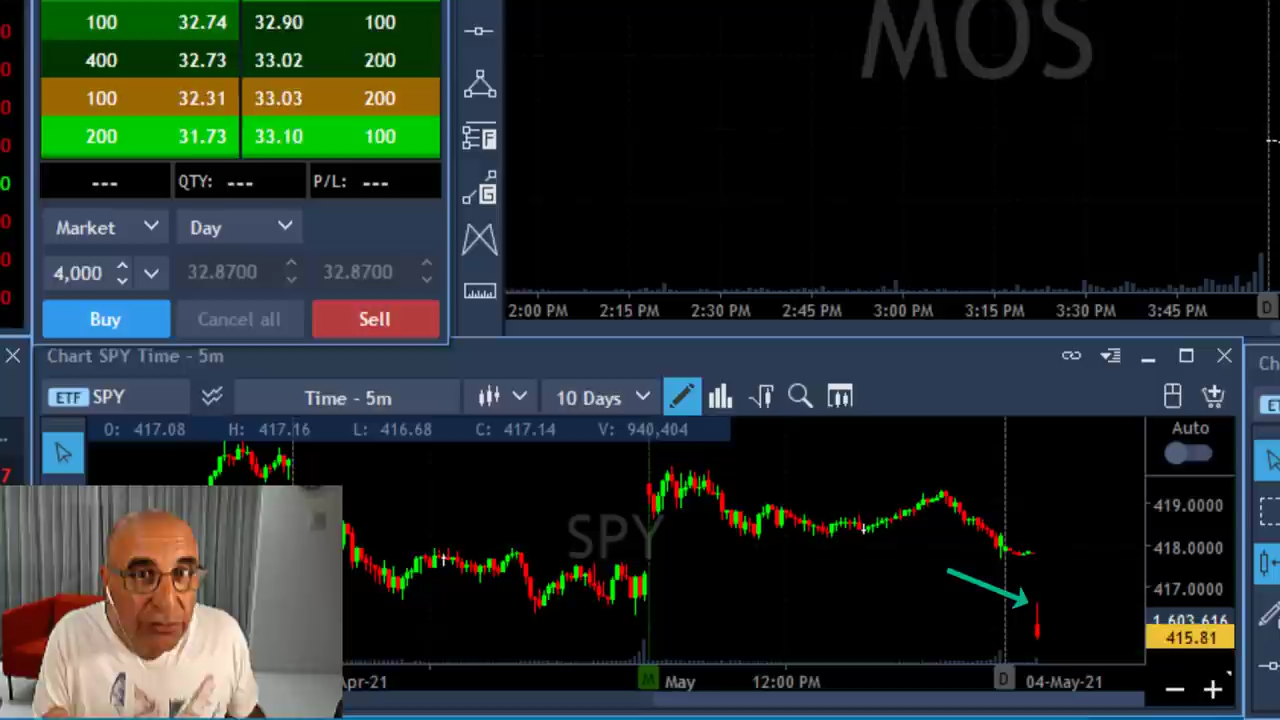 100 32.74 32.90 100
400 32.73 33.02 200
100 32.31 33.03 200
200 31.73 33.10 100
--- QTY: --- P/L: ---
Market Day
4,000 32.8700 32.8700
Buy Cancel all Sell
F
G
MOS
2:00 PM 2:15 PM 2:30 PM 2:45 PM 3:00 PM 3:15 PM 3:30 PM 3:45 PM D
Chart SPY Time - 5m
ETF SPY Time - 5m 10 Days
O: 417.08 H: 417.16 L: 416.68 C: 417.14 V: 940,404
Auto
SPY
419.0000
418.0000
417.0000
1,603,616
415.81
Apr-21 M May 12:00 PM D 04-May-21
7